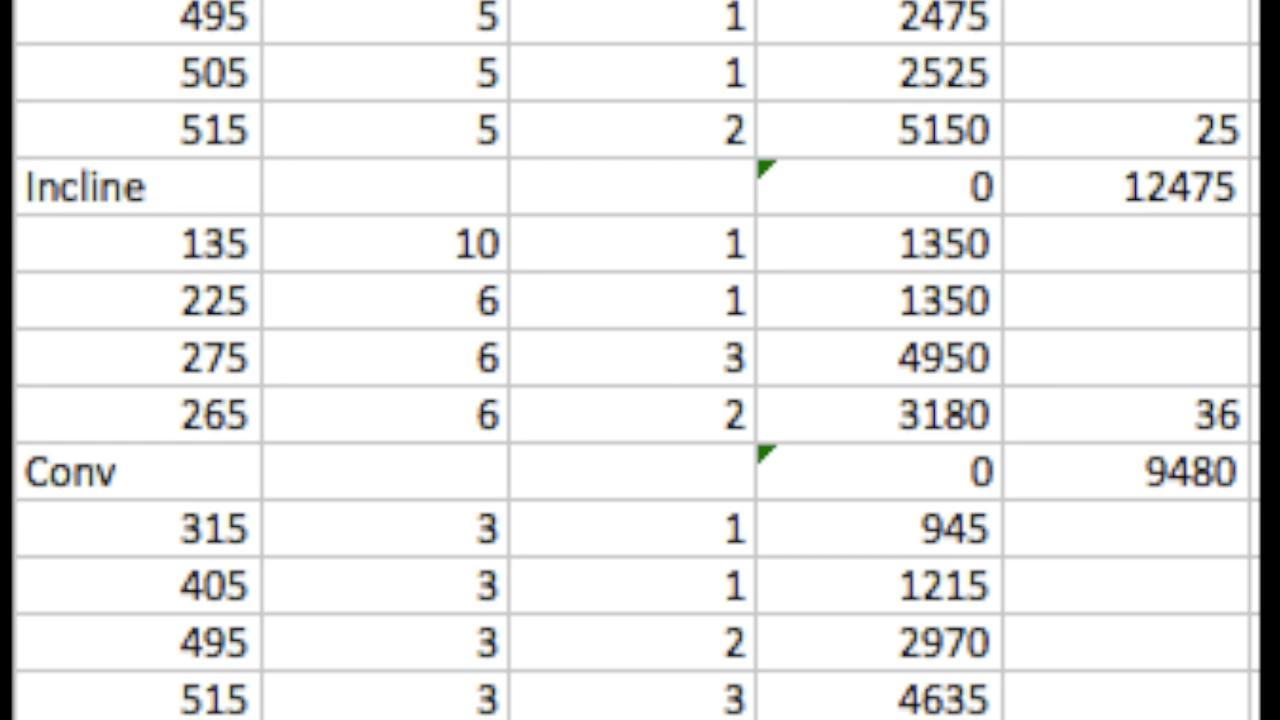 495 5 1 2475
505 5 1 2525
515 5 2 5150 25
Incline 0 12475
135 10 1 1350
225 6 1 1350
275 6 3 4950
265 6 2 3180 36
Conv 0 9480
315 3 1 945
405 3 1 1215
495 3 2 2970
515 3 3 4635